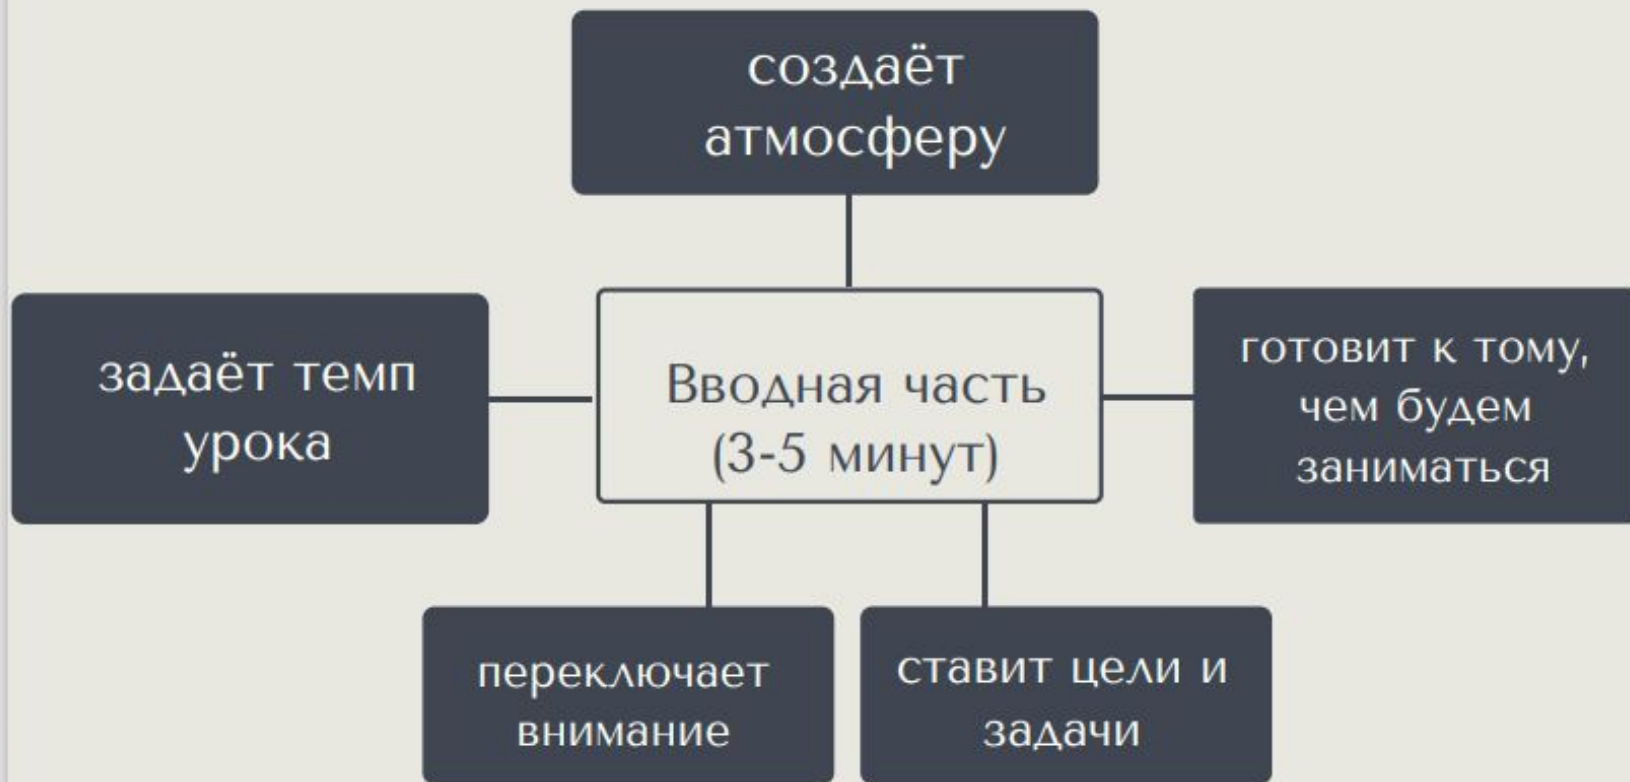 создаёт
атмосферу
задаёт темп
урока
Вводная часть
(3-5 минут)
готовит к тому,
чем будем
заниматься
переключает
внимание
ставит цели и
задачи